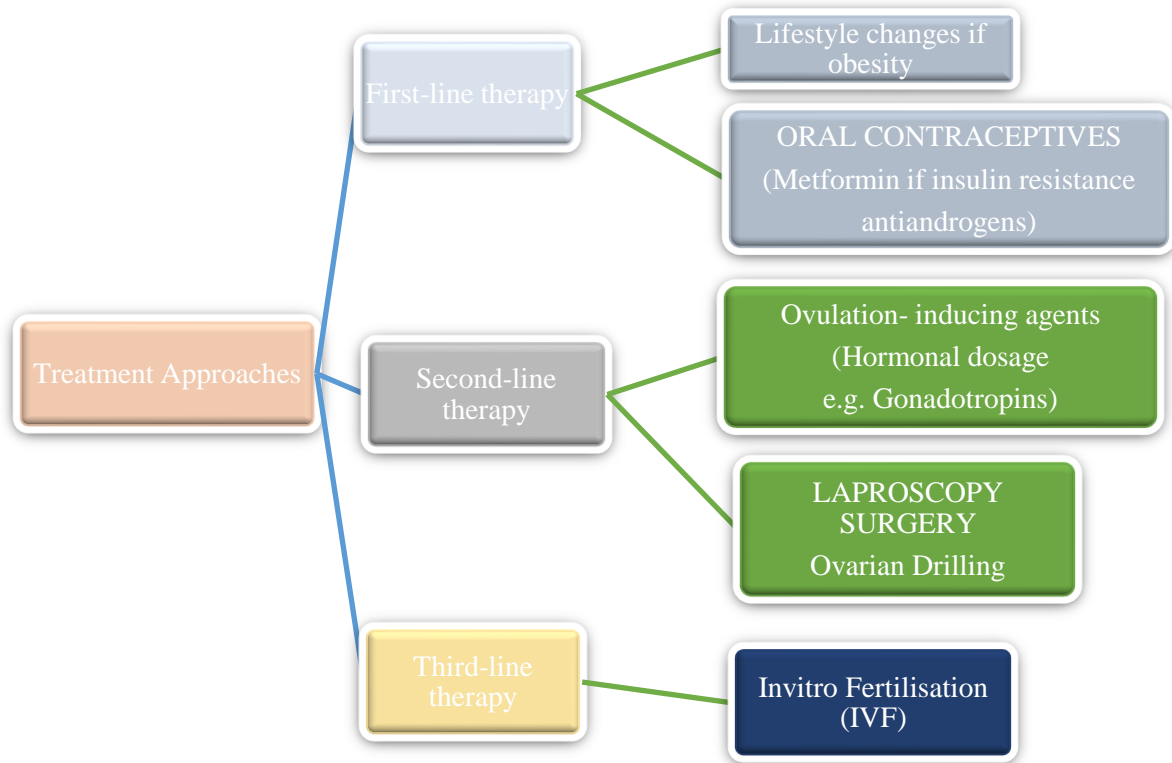 Treatment Approaches
First-line therapy
Lifestyle changes if
obesity
ORAL CONTRACEPTIVES
(Metformin if insulin resistance
antiandrogens)
Second-line
therapy
Ovulation- inducing agents
(Hormonal dosage
e.g. Gonadotropins)
LAPROSCOPY
SURGERY
Ovarian Drilling
Third-line
therapy
Invitro Fertilisation
(IVF)